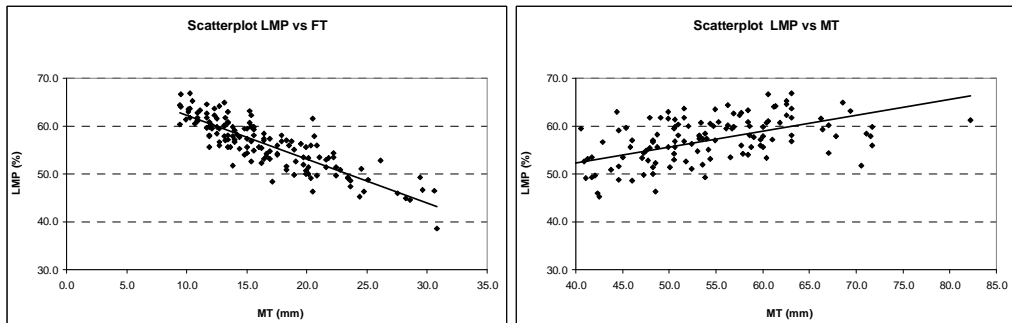 Scatterplot LMP vs FT
70.0
60.0
50.0
40.0
30.0
LMP (%)
0.0 5.0 10.0 15.0 20.0 25.0 30.0 35.0
MT (mm)
Scatterplot LMP vs MT
70.0
60.0
50.0
40.0
30.0
LMP (%)
40.0 45.0 50.0 55.0 60.0 65.0 70.0 75.0 80.0 85.0
MT (mm)